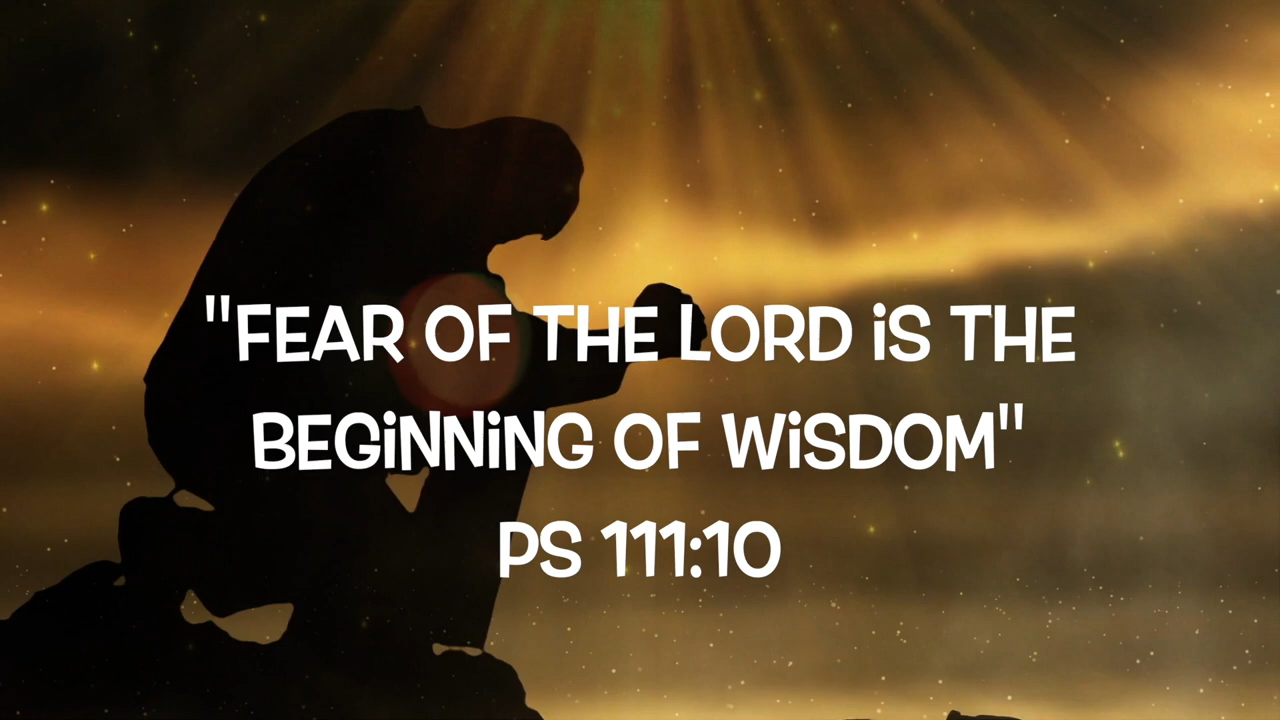 "FEAR OF THE LORD iS THE
BEGiNNiNG OF WiSDOM"
PS 111:10